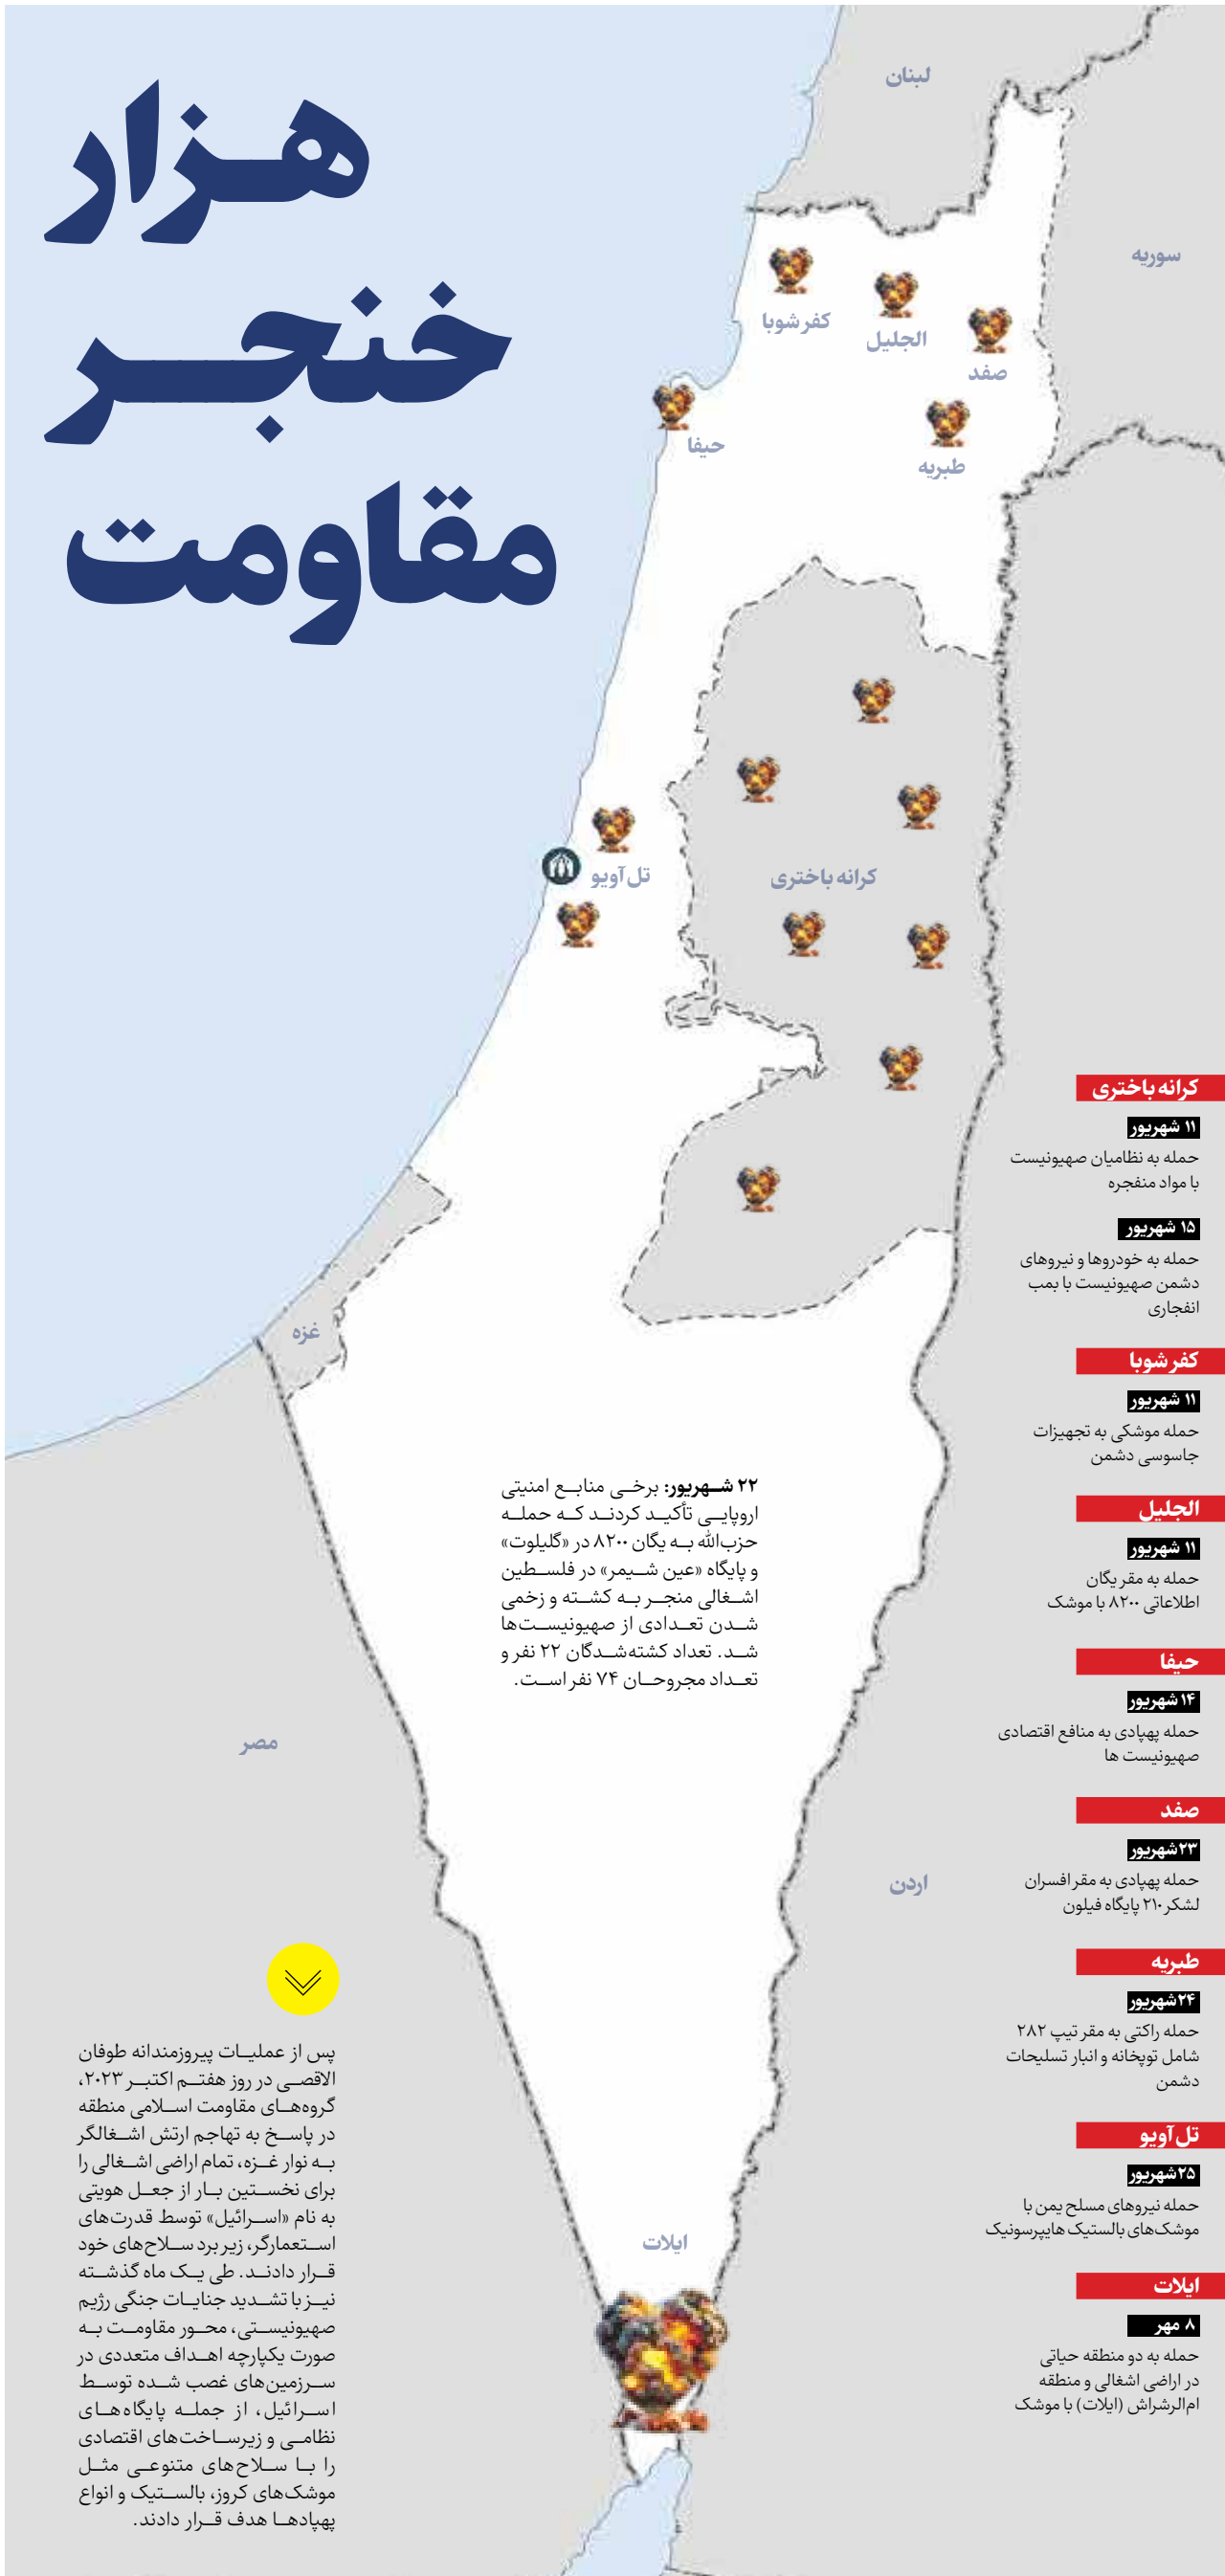 هزار
خنجر
مقاومت
لبنان
سوریه
کفرشوبا
الجلیل
صفد
حیفا
طبریه
تل‌آویو
کرانه باختری
غزه
مصر
اردن
ایلات
کرانه باختری
۱۱ شهریور
حمله به نظامیان صهیونیست
با مواد منفجره
۱۵ شهریور
حمله به خودروها و نیروهای
دشمن صهیونیست با بمب
انفجاری
کفرشوبا
۱۱ شهریور
حمله موشکی به تجهیزات
جاسوسی دشمن
الجلیل
۱۱ شهریور
حمله به مقر یگان
اطلاعاتی ۸۲۰۰ با موشک
حیفا
۱۴ شهریور
حمله پهپادی به منافع اقتصادی
صهیونیست ها
صفد
۲۳شهریور
حمله پهپادی به مقر افسران
لشکر ۲۱۰ پایگاه فیلون
طبریه
۲۴شهریور
حمله راکتی به مقر تیپ ۲۸۲
شامل توپخانه و انبار تسلیحات
دشمن
تل‌آویو
۲۵شهریور
حمله نیروهای مسلح یمن با
موشک‌های بالستیک هایپرسونیک
ایلات
۸ مهر
حمله به دو منطقه حیاتی
در اراضی اشغالی و منطقه
ام‌الرشراش (ایلات) با موشک
۲۲ شهریور: برخی منابع امنیتی
اروپایی تأکید کردند که حمله
حزب‌الله به یگان ۸۲۰۰ در «گلیلوت»
و پایگاه «عین شیمر» در فلسطین
اشغالی منجر به کشته و زخمی
شدن تعدادی از صهیونیست‌ها
شد. تعداد کشته‌شدگان ۲۲ نفر و
تعداد مجروحان ۷۴ نفر است.
پس از عملیات پیروزمندانه طوفان
الاقصی در روز هفتم اکتبر ۲۰۲۳،
گروه‌های مقاومت اسلامی منطقه
در پاسخ به تهاجم ارتش اشغالگر
به نوار غزه، تمام اراضی اشغالی را
برای نخستین بار از جعل هویتی
به نام «اسرائیل» توسط قدرت‌های
استعمارگر، زیر برد سلاح‌های خود
قرار دادند. طی یک ماه گذشته
نیز با تشدید جنایات جنگی رژیم
صهیونیستی، محور مقاومت به
صورت یکپارچه اهداف متعددی در
سرزمین‌های غصب شده توسط
اسرائیل، از جمله پایگاه‌های
نظامی و زیرساخت‌های اقتصادی
را با سلاح‌های متنوعی مثل
موشک‌های کروز، بالستیک و انواع
پهپادها هدف قرار دادند.